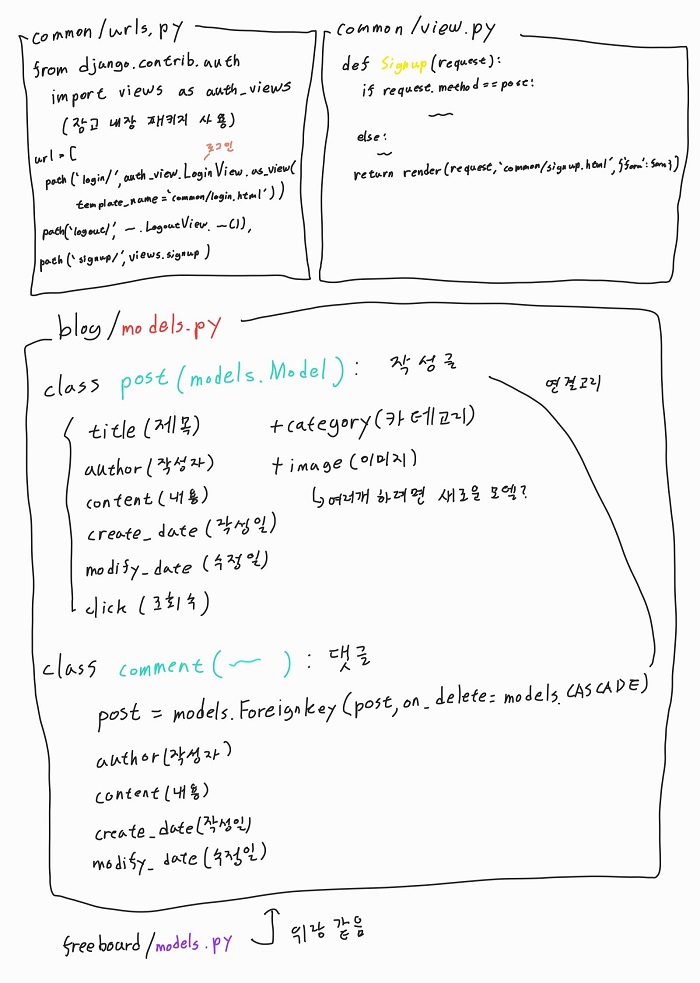 common/urls.py
from django.contrib.auth
import views as auth_views
(장고 내장 패키지 사용)
로그인
url = [
path('login/', auth_view.LoginView.as_view(
template_name='common/login.html'))
path('logout/', ㅡ.LogoutView.ㅡ()),
path('signup/', views.signup)
common/view.py
def Signup(request):
if request.method == post:
~
else:
~
return render(request, 'common/signup.html', {'form': form})
blog/models.py
class post(models.Model): 작성글
연결고리
title (제목) +category(카테고리)
author (작성자) +image (이미지)
content (내용) ↳여러개 하려면 새로운 모델?
create_date (작성일)
modify_date (수정일)
click (조회수)
class comment( ~ ): 댓글
post = models.Foreignkey(post, on_delete= models.CASCADE)
author(작성자)
content(내용)
create_date(작성일)
modify_date (수정일)
freeboard/models.py 위랑 같음